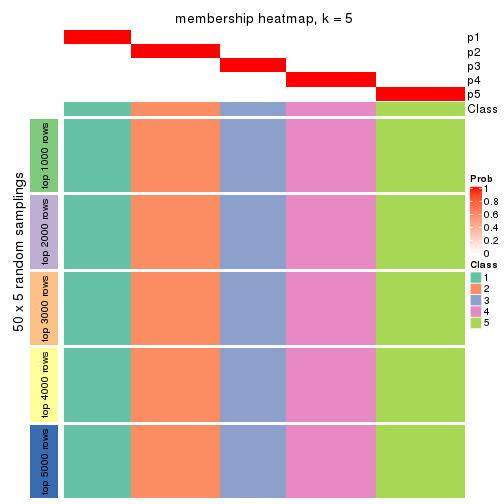 membership heatmap, k = 5
p1
p2
p3
p4
p5
Class
50 x 5 random samplings
top 1000 rows
top 2000 rows
top 3000 rows
top 4000 rows
top 5000 rows
Prob
1
0.8
0.6
0.4
0.2
0
Class
1
2
3
4
5